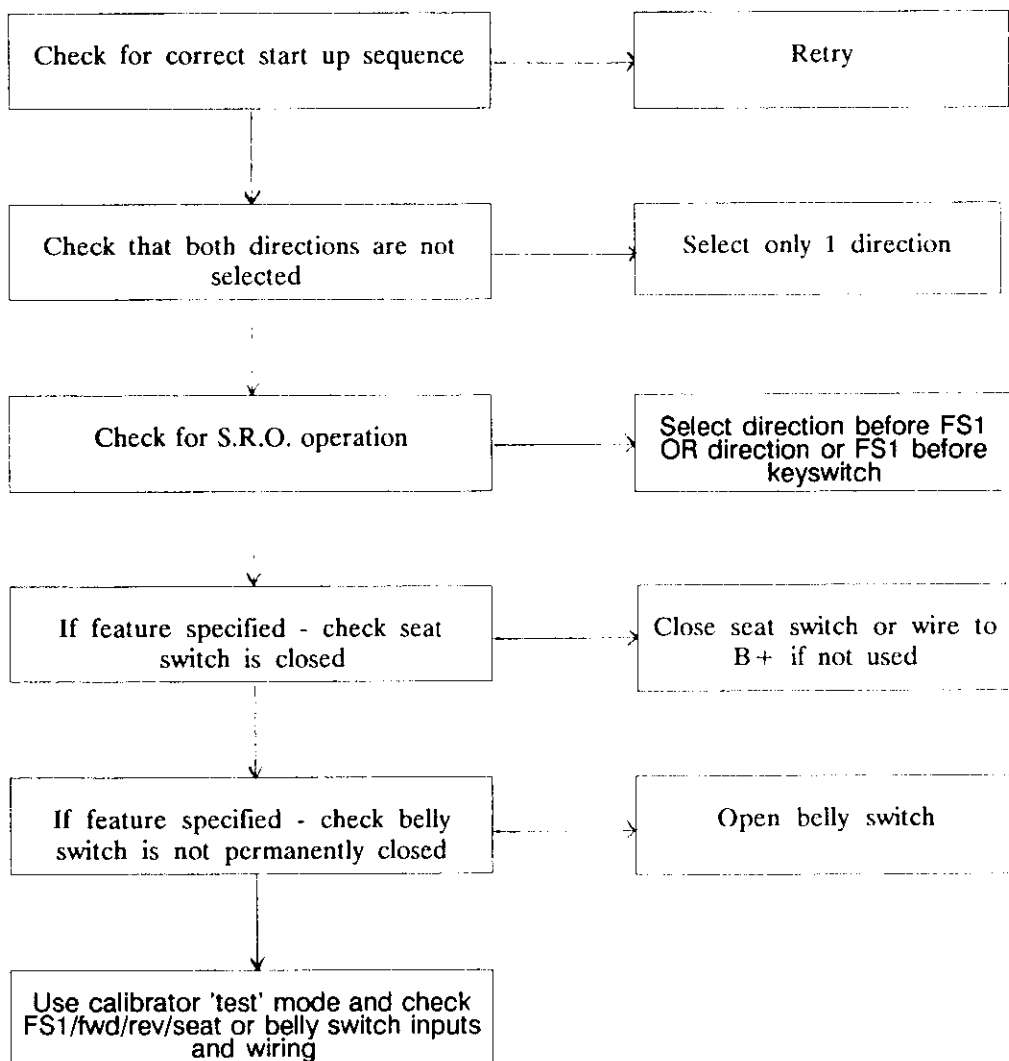 Check for correct start up sequence
Retry
Check that both directions are not
selected
Select only 1 direction
Check for S.R.O. operation
Select direction before FS1
OR direction or FS1 before
keyswitch
If feature specified - check seat
switch is closed
Close seat switch or wire to
B+ if not used
If feature specified - check belly
switch is not permanently closed
Open belly switch
Use calibrator 'test' mode and check
FS1/fwd/rev/seat or belly switch inputs
and wiring